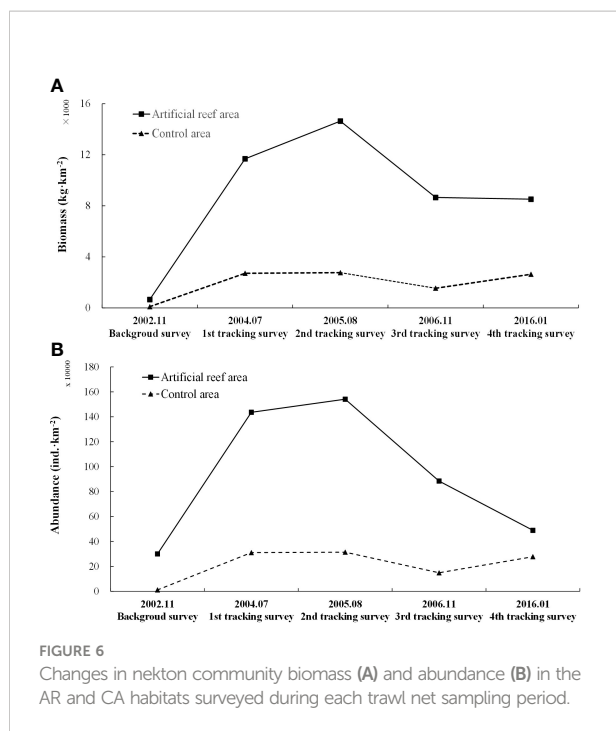 A
× 1000
Artificial reef area
Control area
16
12
8
4
0
Biomass (kg·km⁻²)
2002.11 2004.07 2005.08 2006.11 2016.01
Backgroud survey 1st tracking survey 2nd tracking survey 3rd tracking survey 4th tracking survey
B
x 10000
Artificial reef area
Control area
180
160
140
120
100
80
60
40
20
0
Abundance (ind.·km⁻²)
2002.11 2004.07 2005.08 2006.11 2016.01
Backgroud survey 1st tracking survey 2nd tracking survey 3rd tracking survey 4th tracking survey
FIGURE 6
Changes in nekton community biomass (A) and abundance (B) in the
AR and CA habitats surveyed during each trawl net sampling period.